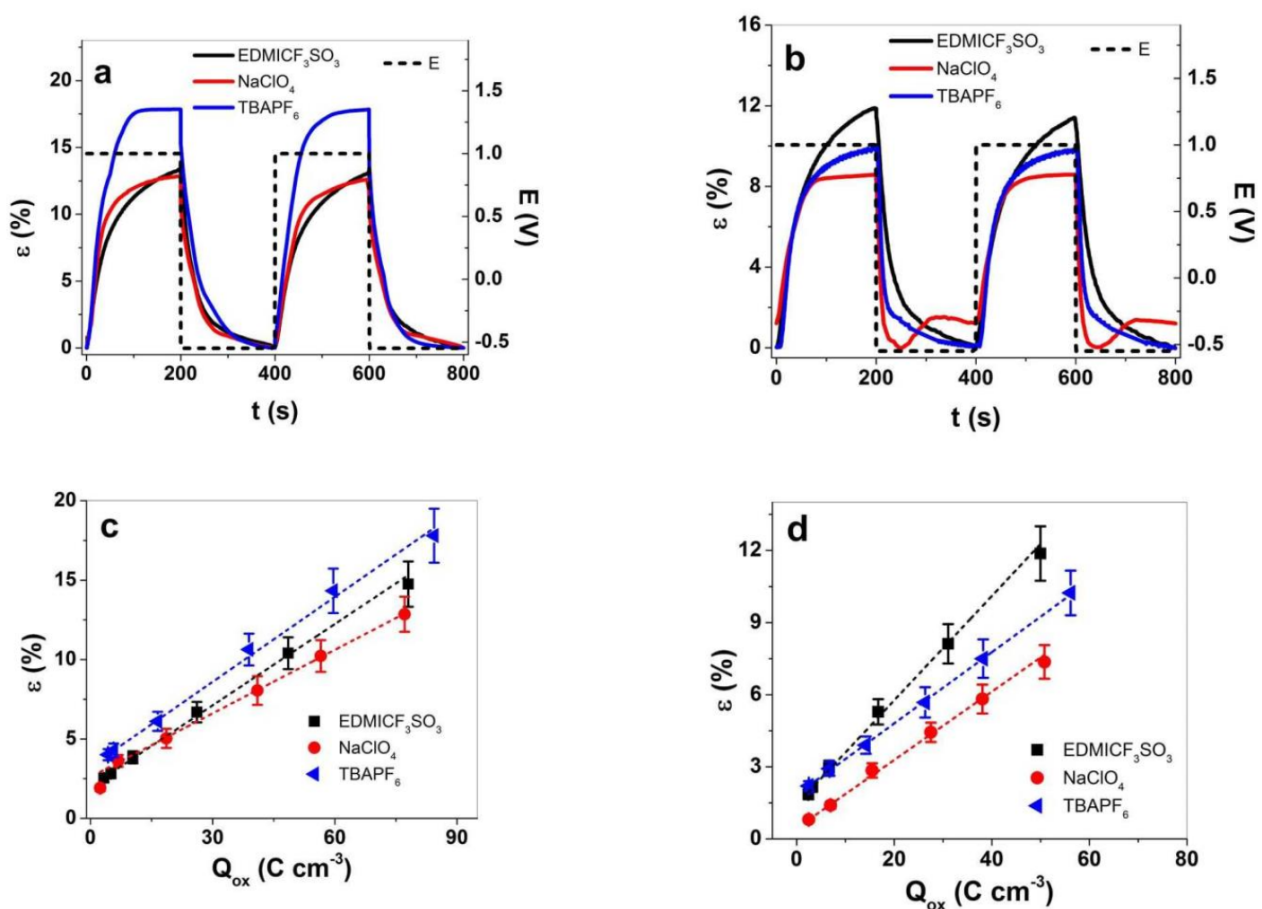 a
EDMICF₃SO₃
NaClO₄
TBAPF₆
E
ε (%)
20
15
10
5
0
E (V)
1.5
1.0
0.5
0.0
-0.5
0 200 400 600 800
t (s)
b
EDMICF₃SO₃
NaClO₄
TBAPF₆
E
ε (%)
16
12
8
4
0
E (V)
1.5
1.0
0.5
0.0
-0.5
0 200 400 600 800
t (s)
c
ε (%)
20
15
10
5
0
EDMICF₃SO₃
NaClO₄
TBAPF₆
0 30 60 90
Qox (C cm⁻³)
d
ε (%)
12
9
6
3
0
EDMICF₃SO₃
NaClO₄
TBAPF₆
0 20 40 60 80
Qox (C cm⁻³)